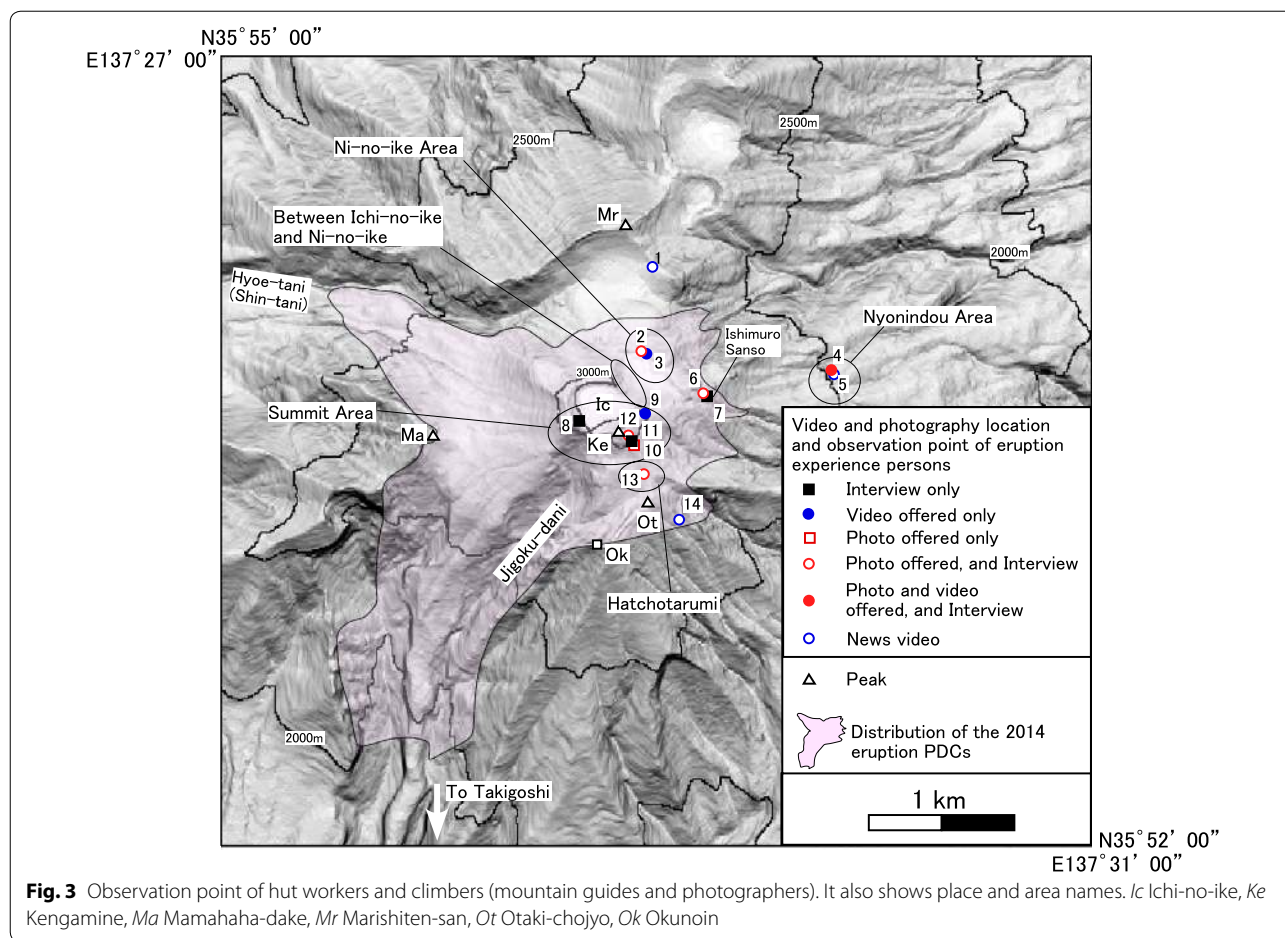 N35°55' 00"
E137°27' 00"
2500m
2500m
Ni-no-ike Area
Between Ichi-no-ike
and Ni-no-ike
Mr
1
2000m
Hyoe-tani
(Shin-tani)
Nyonindou Area
2
3
Ishimuro
Sanso
4
5
3000m
6
7
Ic
9
Summit Area
8
12
11
Ma
Ke
10
13
14
Ot
Jigoku-dani
Ok
Hatchotarumi
2000m
To Takigoshi
Video and photography location
and observation point of eruption
experience persons
Interview only
Video offered only
Photo offered only
Photo offered, and Interview
Photo and video
offered, and Interview
News video
Peak
Distribution of the 2014
eruption PDCs
1 km
N35°52' 00"
E137°31' 00"
Fig. 3 Observation point of hut workers and climbers (mountain guides and photographers). It also shows place and area names. Ic Ichi-no-ike, Ke
Kengamine, Ma Mamahaha-dake, Mr Marishiten-san, Ot Otaki-chojyo, Ok Okunoin